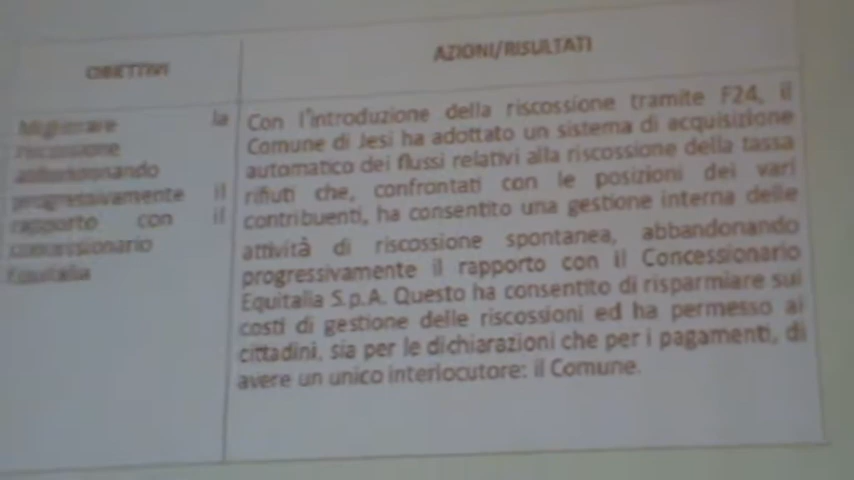 OBIETTIVI
AZIONI/RISULTATI
Migliorare la
riscossione
abbandonando
progressivamente il
rapporto con il
concessionario
Equitalia
Con l'introduzione della riscossione tramite F24, il
Comune di Jesi ha adottato un sistema di acquisizione
automatico dei flussi relativi alla riscossione della tassa
rifiuti che, confrontati con le posizioni dei vari
contribuenti, ha consentito una gestione interna delle
attività di riscossione spontanea, abbandonando
progressivamente il rapporto con il Concessionario
Equitalia S.p.A. Questo ha consentito di risparmiare sui
costi di gestione delle riscossioni ed ha permesso ai
cittadini, sia per le dichiarazioni che per i pagamenti, di
avere un unico interlocutore: il Comune.